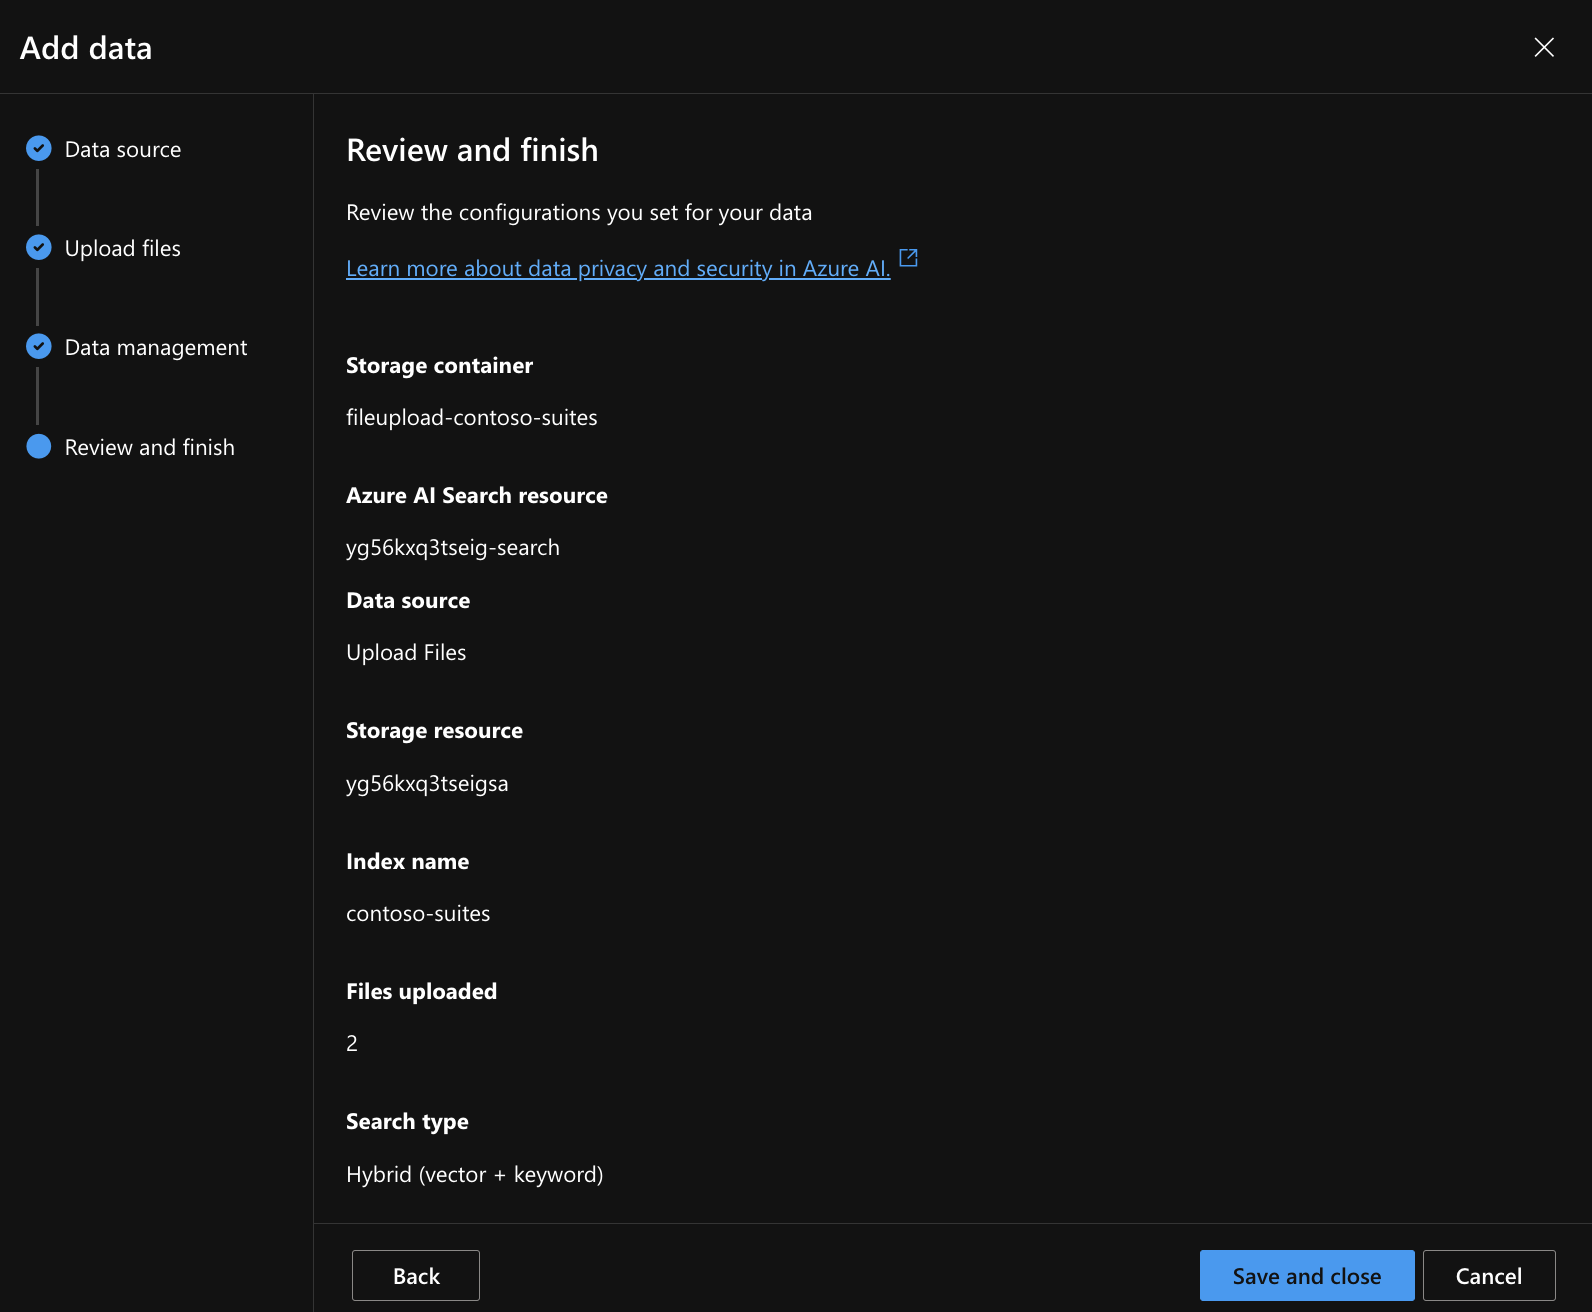 Add data
Data source
Upload files
Data management
Review and finish
Review and finish
Review the configurations you set for your data
Learn more about data privacy and security in Azure AI.
Storage container
fileupload-contoso-suites
Azure AI Search resource
yg56kxq3tseig-search
Data source
Upload Files
Storage resource
yg56kxq3tseigsa
Index name
contoso-suites
Files uploaded
2
Search type
Hybrid (vector + keyword)
Back
Save and close
Cancel